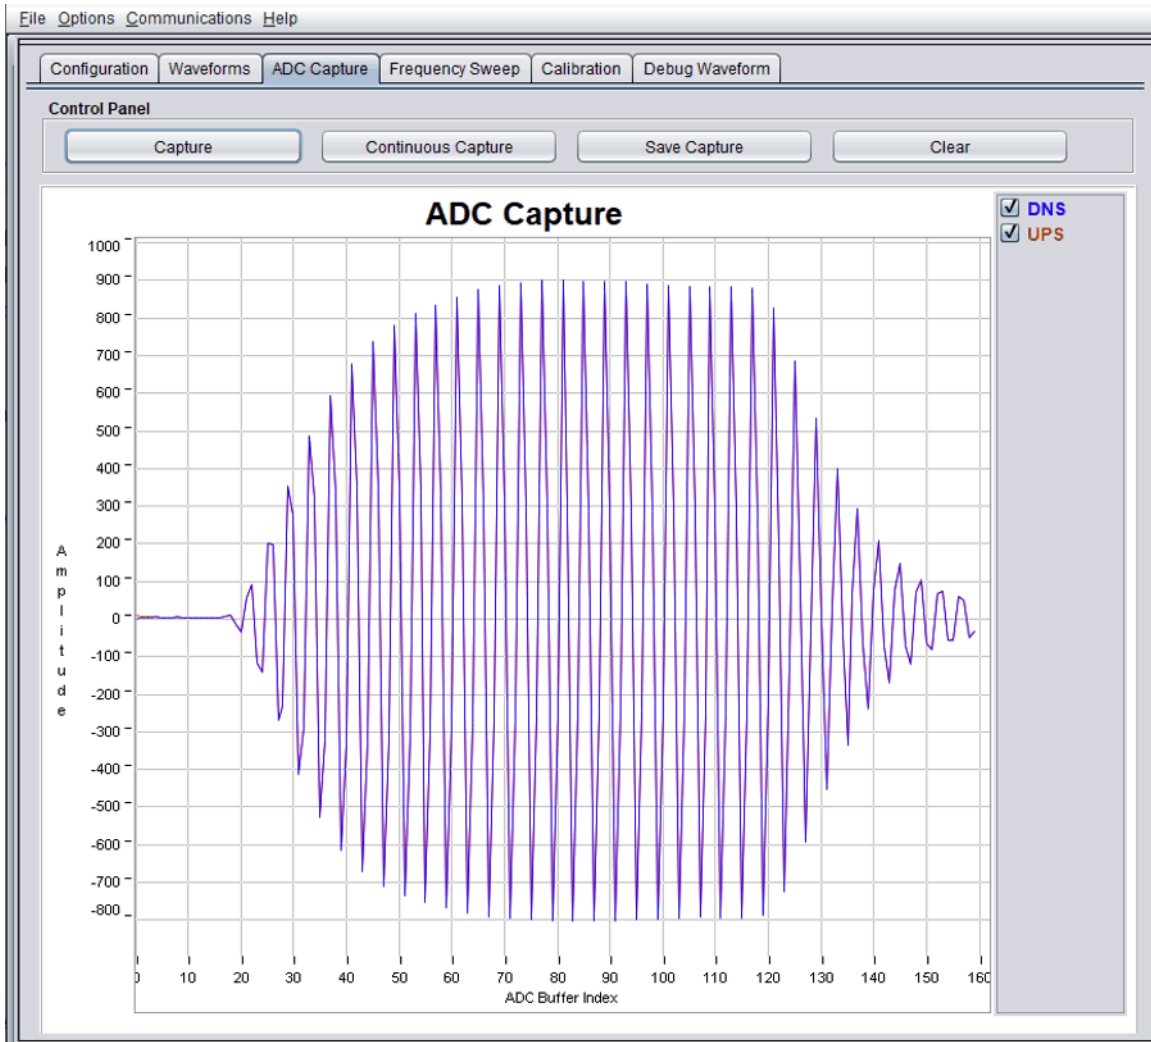 File Options Communications Help
Configuration Waveforms ADC Capture Frequency Sweep Calibration Debug Waveform
Control Panel
Capture Continuous Capture Save Capture Clear
ADC Capture
DNS
UPS
1000
900
800
700
600
500
400
300
200
100
0
-100
-200
-300
-400
-500
-600
-700
-800
Amplitude
0 10 20 30 40 50 60 70 80 90 100 110 120 130 140 150 160
ADC Buffer Index